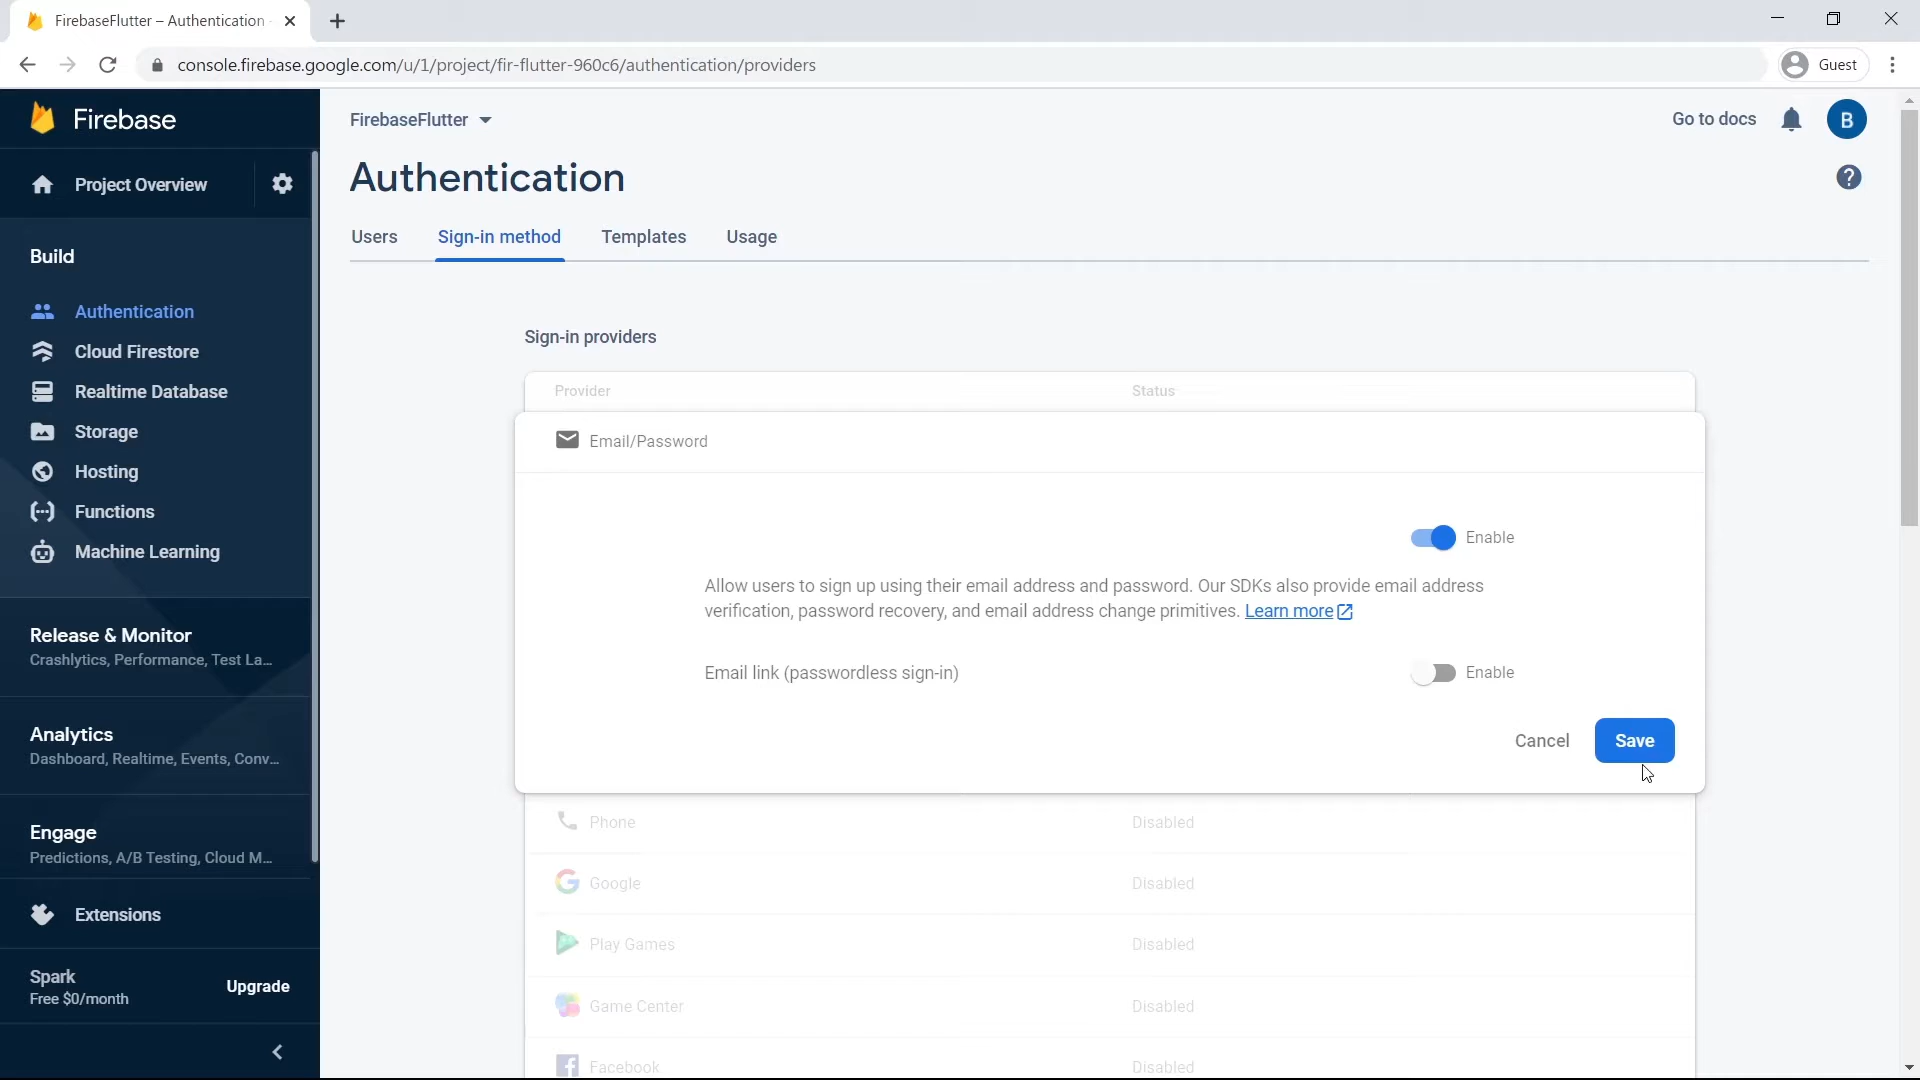 FirebaseFlutter – Authentication
console.firebase.google.com/u/1/project/fir-flutter-960c6/authentication/providers
Guest
Firebase
Project Overview
Build
Authentication
Cloud Firestore
Realtime Database
Storage
Hosting
Functions
Machine Learning
Release & Monitor
Crashlytics, Performance, Test La...
Analytics
Dashboard, Realtime, Events, Conv...
Engage
Predictions, A/B Testing, Cloud M...
Extensions
Spark
Free $0/month
Upgrade
FirebaseFlutter
Go to docs
B
Authentication
?
Users Sign-in method Templates Usage
Sign-in providers
Provider Status
Email/Password
Enable
Allow users to sign up using their email address and password. Our SDKs also provide email address
verification, password recovery, and email address change primitives. Learn more
Email link (passwordless sign-in) Enable
Cancel Save
Phone Disabled
Google Disabled
Play Games Disabled
Game Center Disabled
Facebook Disabled